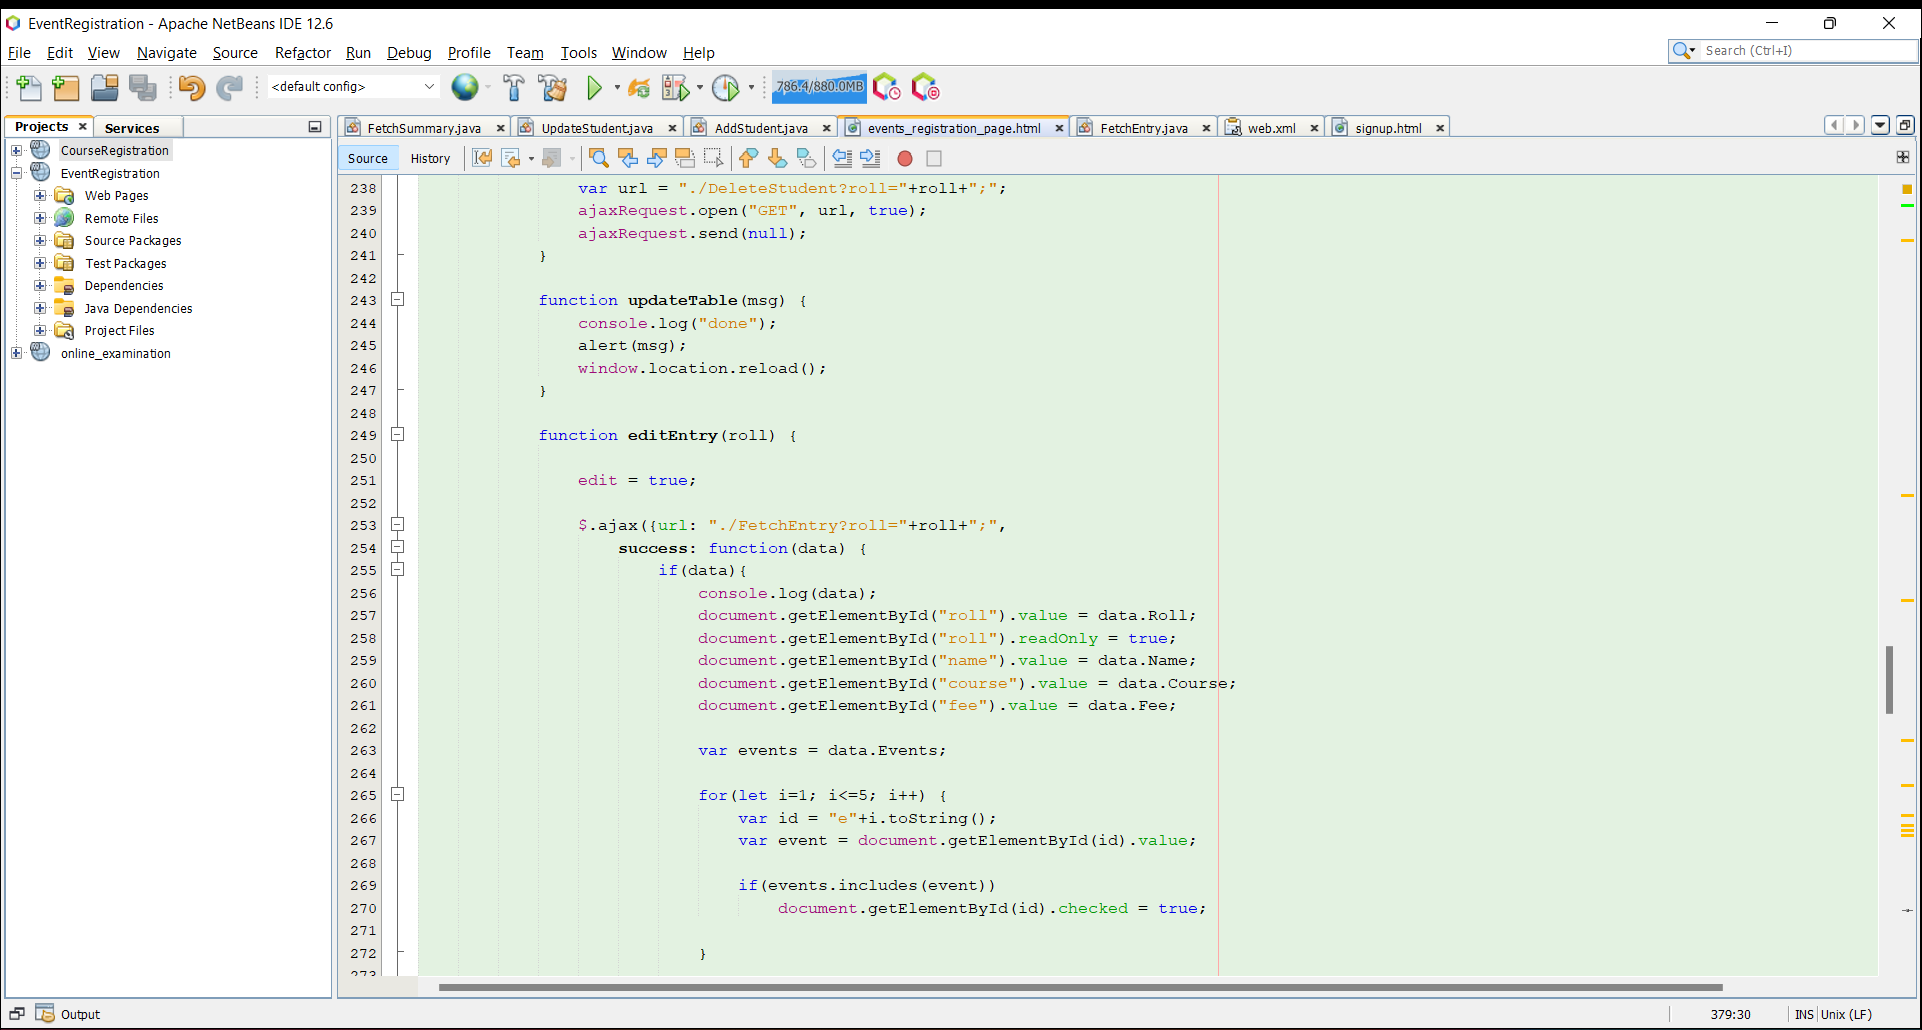 EventRegistration - Apache NetBeans IDE 12.6
File Edit View Navigate Source Refactor Run Debug Profile Team Tools Window Help
Search (Ctrl+I)
<default config>
786.4/880.0MB
Projects
Services
CourseRegistration
EventRegistration
Web Pages
Remote Files
Source Packages
Test Packages
Dependencies
Java Dependencies
Project Files
online_examination
FetchSummary.java UpdateStudent.java AddStudent.java events_registration_page.html FetchEntry.java web.xml signup.html
Source History
238 var url = "./DeleteStudent?roll="+roll+";";
239 ajaxRequest.open("GET", url, true);
240 ajaxRequest.send(null);
241 }
242
243 function updateTable(msg) {
244 console.log("done");
245 alert(msg);
246 window.location.reload();
247 }
248
249 function editEntry(roll) {
250
251 edit = true;
252
253 $.ajax({url: "./FetchEntry?roll="+roll+";",
254 success: function(data) {
255 if(data){
256 console.log(data);
257 document.getElementById("roll").value = data.Roll;
258 document.getElementById("roll").readOnly = true;
259 document.getElementById("name").value = data.Name;
260 document.getElementById("course").value = data.Course;
261 document.getElementById("fee").value = data.Fee;
262
263 var events = data.Events;
264
265 for(let i=1; i<=5; i++) {
266 var id = "e"+i.toString();
267 var event = document.getElementById(id).value;
268
269 if(events.includes(event))
270 document.getElementById(id).checked = true;
271
272 }
273
Output
379:30 INS Unix (LF)